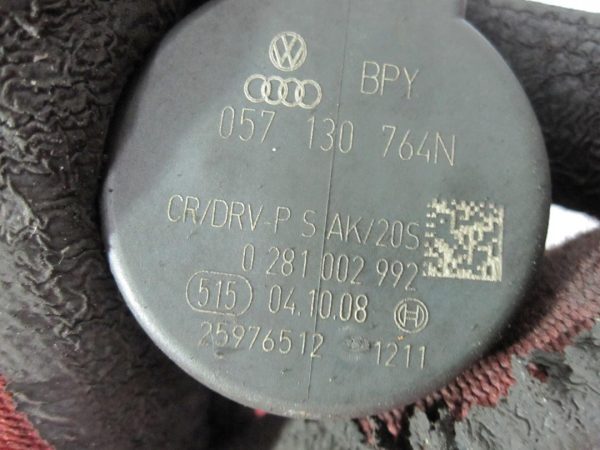 BPY
057 130 764N
CR/DRV-P S AK/20S
0 281 002 992
515 04.10.08
25976512 1211